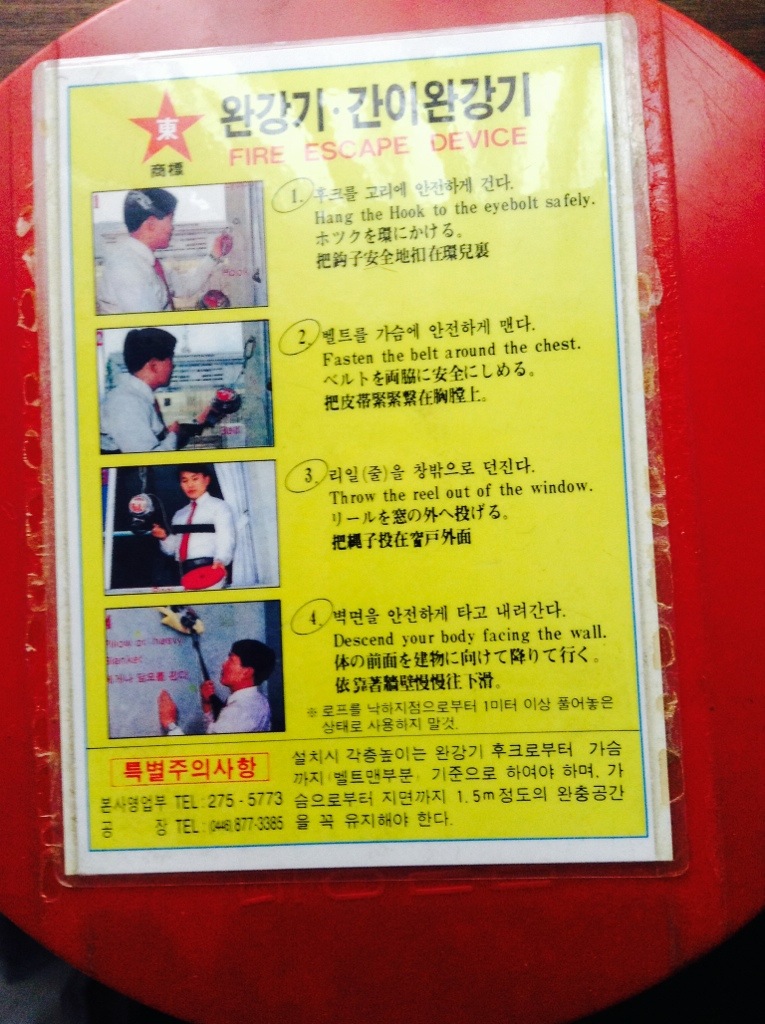 東
商標
완강기·간이완강기
FIRE ESCAPE DEVICE
1. 후크를 고리에 안전하게 건다.
Hang the Hook to the eyebolt safely.
ホツクを環にかける。
把鈎子安全地扣在環兒裏
1
Hook
2. 벨트를 가슴에 안전하게 맨다.
Fasten the belt around the chest.
ベルトを両脇に安全にしめる。
把皮帯緊緊繫在胸膛上。
2
3. 리일(줄)을 창밖으로 던진다.
Throw the reel out of the window.
リールを窓の外へ投げる。
把繩子投在窗戸外面
3
4. 벽면을 안전하게 타고 내려간다.
Descend your body facing the wall.
体の前面を建物に向けて降りて行く。
依靠著牆壁慢慢往下滑。
4
Pillow or heavy
Blanket
※ 로프를 낙하지점으로부터 1미터 이상 풀어놓은
상태로 사용하지 말것.
특별주의사항
본사영업부 TEL : 275 - 5773
공 장 TEL : (0446) 877-3385
설치시 각층높이는 완강기 후크로부터 가슴
까지(벨트맨부분) 기준으로 하여야 하며, 가
슴으로부터 지면까지 1.5m정도의 완충공간
을 꼭 유지해야 한다.